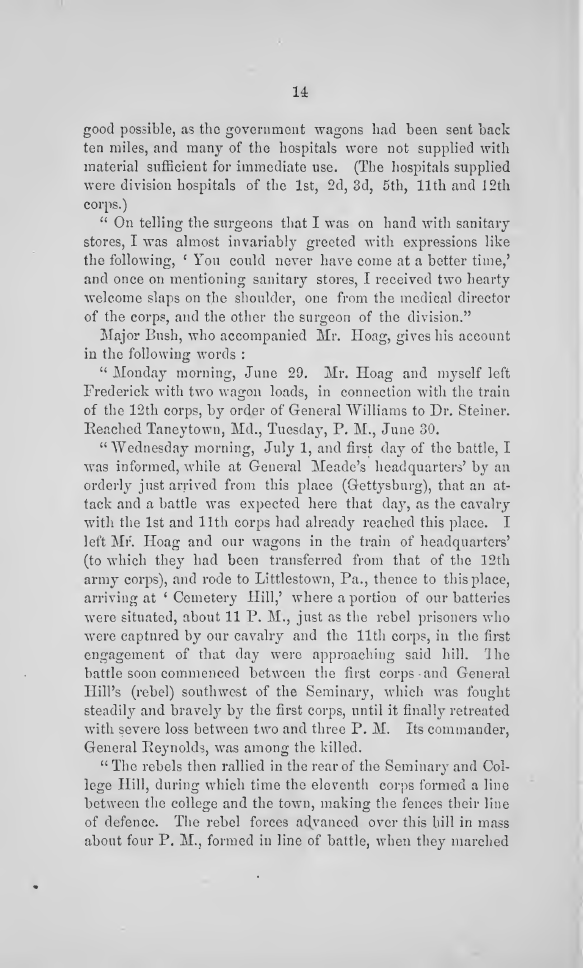 14
good possible, as the government wagons had been sent back
ten miles, and many of the hospitals were not supplied with
material sufficient for immediate use. (The hospitals supplied
were division hospitals of the 1st, 2d, 3d, 5th, 11th and 12th
corps.)
“ On telling the surgeons that I was on hand with sanitary
stores, I was almost invariably greeted with expressions like
the following, ‘ You could never have come at a better time,’
and once on mentioning sanitary stores, I received two hearty
welcome slaps on the shoulder, one from the medical director
of the corps, and the other the surgeon of the division.”
Major Bush, who accompanied Mr. Hoag, gives his account
in the following words :
“ Monday morning, June 29. Mr. Hoag and myself left
Frederick with two wagon loads, in connection with the train
of the 12th corps, by order of General Williams to Dr. Steiner.
Reached Taneytown, Md., Tuesday, P. M., June 30.
“ Wednesday morning, July 1, and first day of the battle, I
was informed, while at General Meade’s headquarters’ by an
orderly just arrived from this place (Gettysburg), that an at-
tack and a battle was expected here that day, as the cavalry
with the 1st and 11th corps had already reached this place. I
left Mr. Hoag and our wagons in the train of headquarters’
(to which they had been transferred from that of the 12th
army corps), and rode to Littlestown, Pa., thence to this place,
arriving at ‘ Cemetery Hill,’ where a portion of our batteries
were situated, about 11 P. M., just as the rebel prisoners who
were captured by our cavalry and the 11th corps, in the first
engagement of that day were approaching said hill. The
battle soon commenced between the first corps and General
Hill’s (rebel) southwest of the Seminary, which was fought
steadily and bravely by the first corps, until it finally retreated
with severe loss between two and three P. M. Its commander,
General Reynolds, was among the killed.
“ The rebels then rallied in the rear of the Seminary and Col-
lege Hill, during which time the eleventh corps formed a line
between the college and the town, making the fences their line
of defence. The rebel forces advanced over this hill in mass
about four P. M., formed in line of battle, when they marched